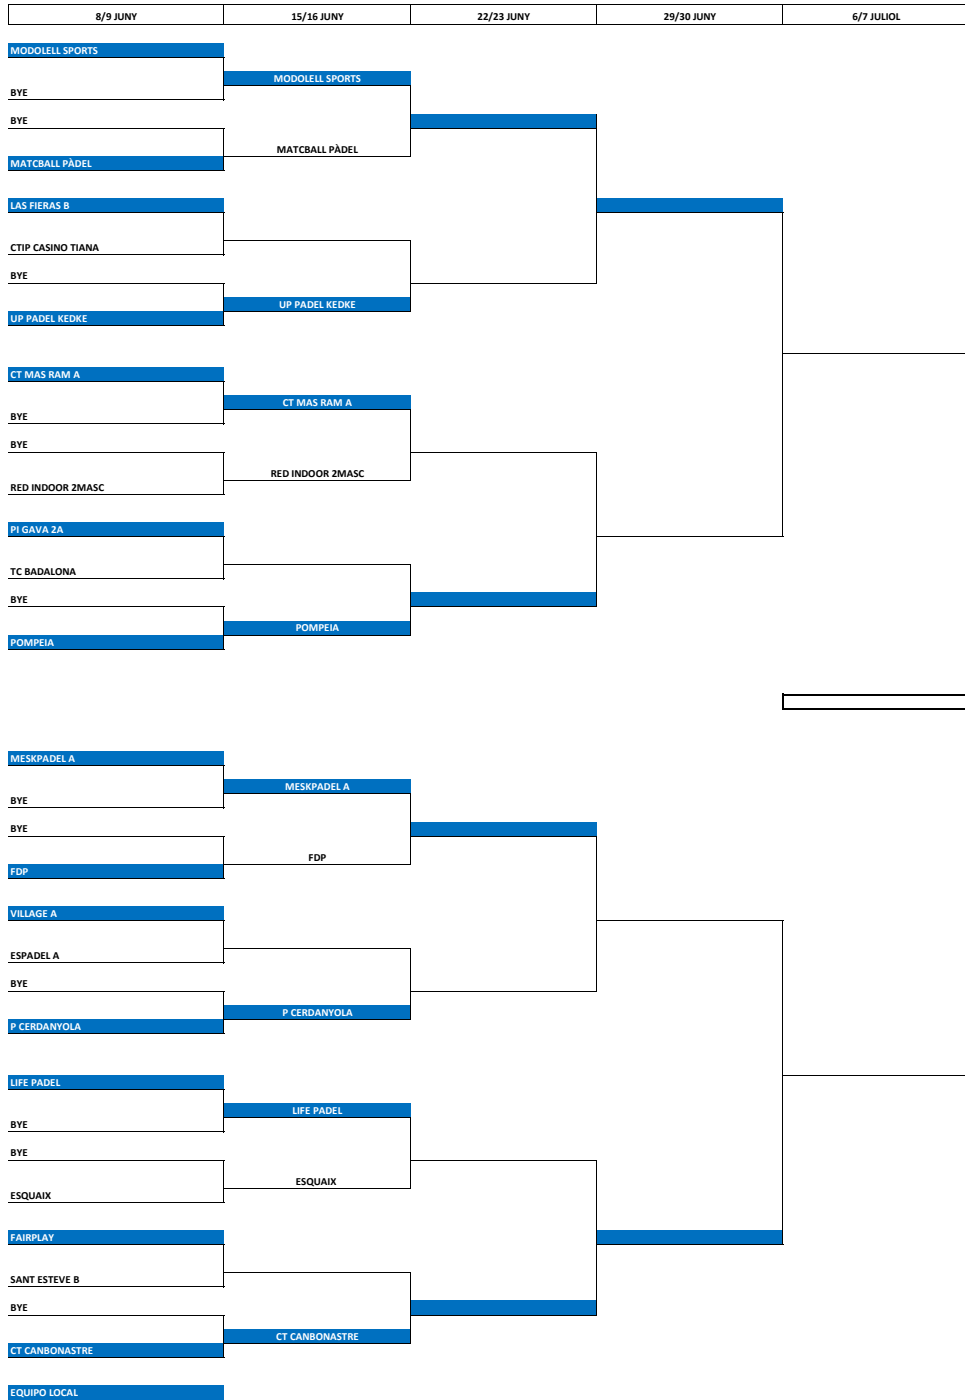 8/9 JUNY 15/16 JUNY 22/23 JUNY 29/30 JUNY 6/7 JULIOL
MODOLELL SPORTS
MODOLELL SPORTS
BYE
BYE
MATCBALL PÀDEL
MATCBALL PÀDEL
LAS FIERAS B
CTIP CASINO TIANA
BYE
UP PADEL KEDKE
UP PADEL KEDKE
CT MAS RAM A
CT MAS RAM A
BYE
BYE
RED INDOOR 2MASC
RED INDOOR 2MASC
PI GAVA 2A
TC BADALONA
BYE
POMPEIA
POMPEIA
MESKPADEL A
MESKPADEL A
BYE
BYE
FDP
FDP
VILLAGE A
ESPADEL A
BYE
P CERDANYOLA
P CERDANYOLA
LIFE PADEL
LIFE PADEL
BYE
BYE
ESQUAIX
ESQUAIX
FAIRPLAY
SANT ESTEVE B
BYE
CT CANBONASTRE
CT CANBONASTRE
EQUIPO LOCAL